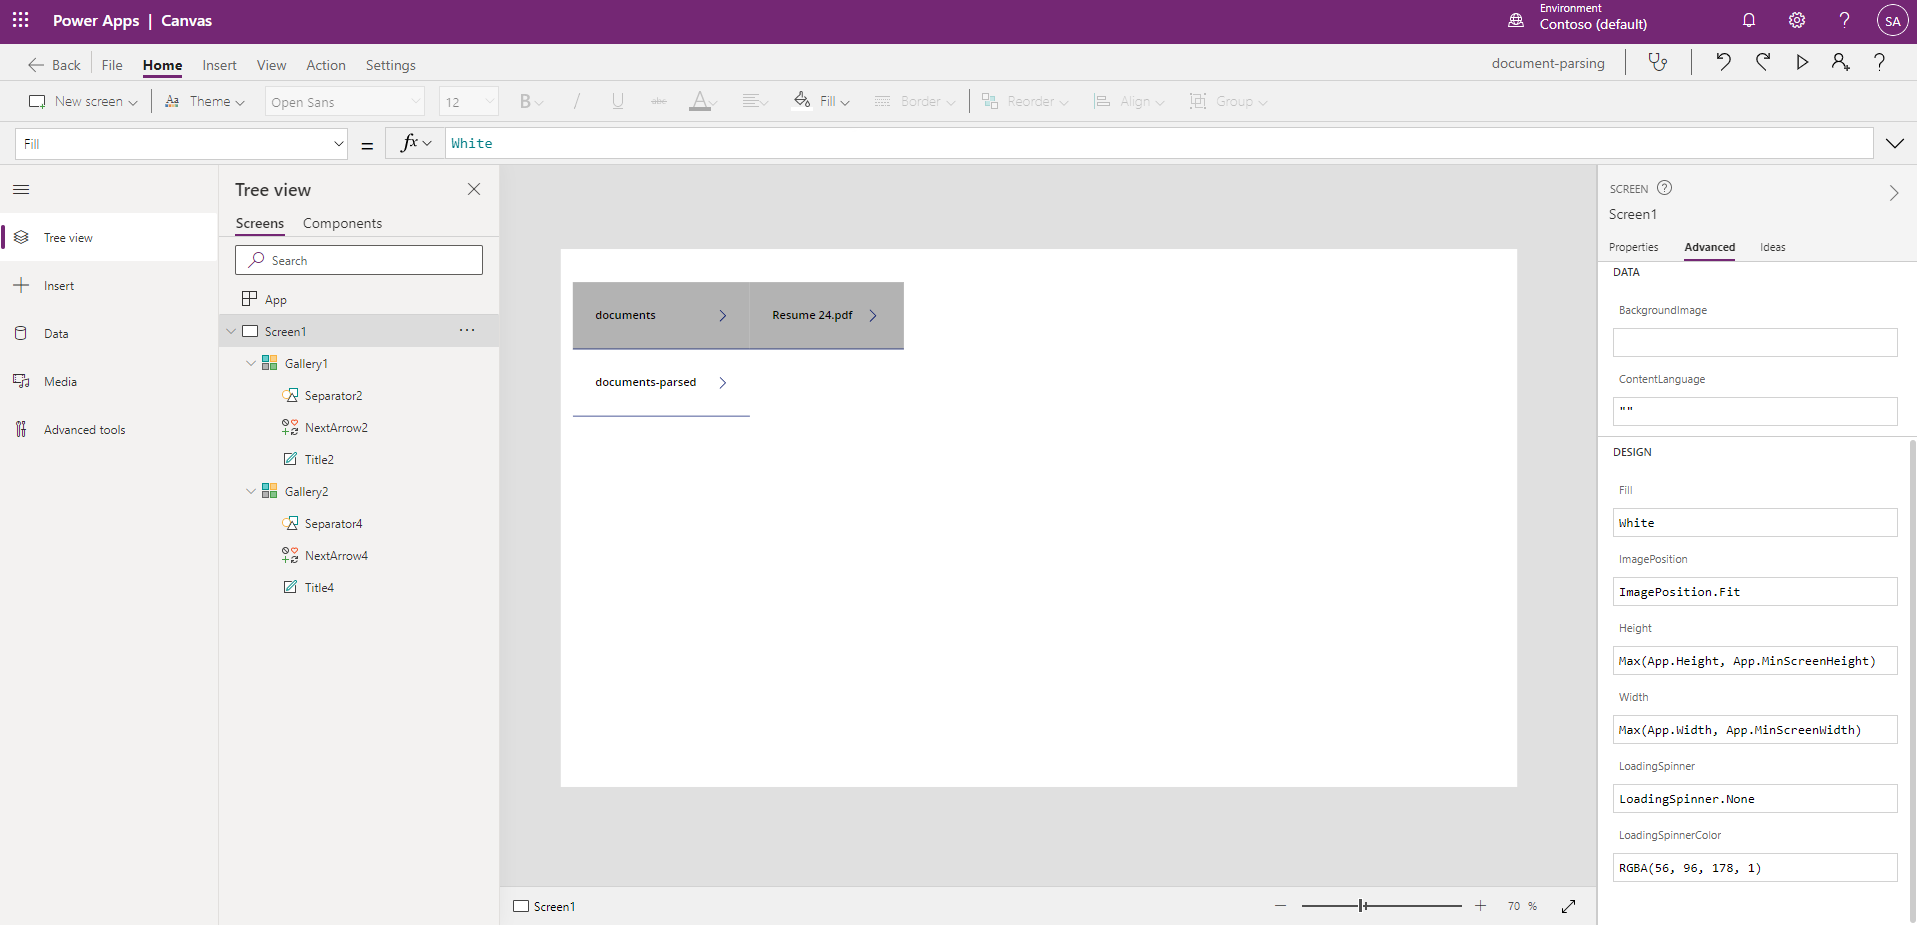 Power Apps | Canvas
Environment
Contoso (default)
SA
Back File Home Insert View Action Settings
document-parsing
New screen Theme Open Sans 12 B / U abc A Fill Border Reorder Align Group
Fill = fx White
Tree view
Insert
Data
Media
Advanced tools
Tree view
Screens Components
Search
App
Screen1
Gallery1
Separator2
NextArrow2
Title2
Gallery2
Separator4
NextArrow4
Title4
documents Resume 24.pdf
documents-parsed
Screen1 70 %
SCREEN
Screen1
Properties Advanced Ideas
DATA
BackgroundImage
ContentLanguage
""
DESIGN
Fill
White
ImagePosition
ImagePosition.Fit
Height
Max(App.Height, App.MinScreenHeight)
Width
Max(App.Width, App.MinScreenWidth)
LoadingSpinner
LoadingSpinner.None
LoadingSpinnerColor
RGBA(56, 96, 178, 1)